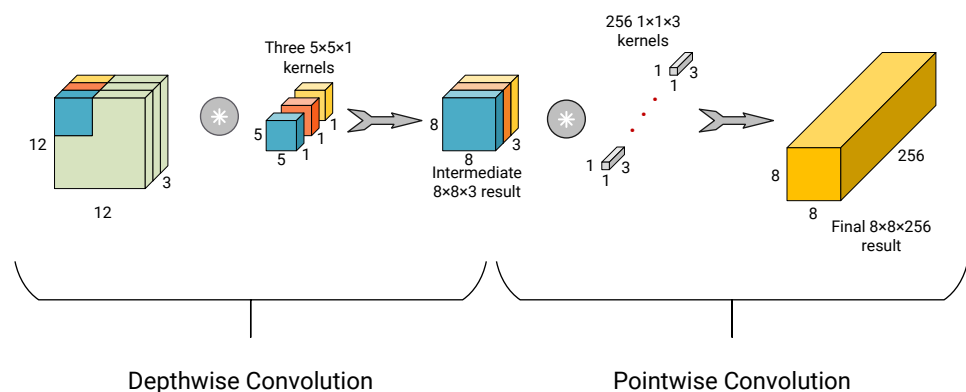 Three 5×5×1
kernels
256 1×1×3
kernels
1
3
1
12
3
12
5
5
1
1
1
8
8
3
Intermediate
8×8×3 result
1
3
1
8
8
256
Final 8×8×256
result
Depthwise Convolution
Pointwise Convolution